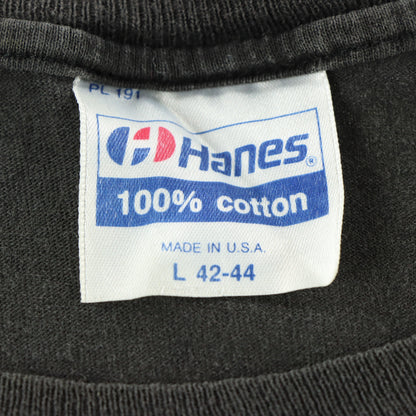 PL 191
Hanes®
100% cotton
MADE IN U.S.A.
L 42-44